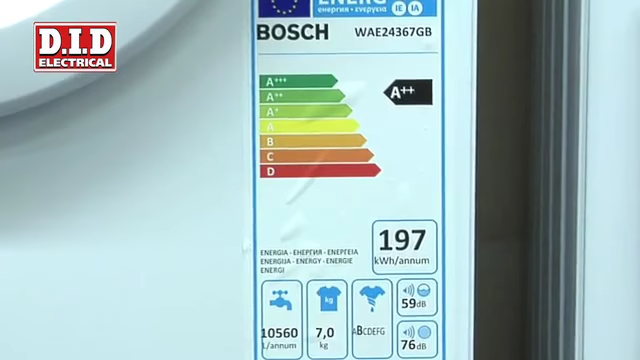 D.I.D
ELECTRICAL
ENERG
енергия · ενεργεια
IE IA
BOSCH
WAE24367GB
A+++
A++
A+
A
B
C
D
A++
197
kWh/annum
ENERGIA · ЕНЕРГИЯ · ΕΝΕΡΓΕΙΑ
ENERGIJA · ENERGY · ENERGIE
ENERGI
10560
L/annum
kg
7,0
kg
ABCDEFG
59dB
76dB